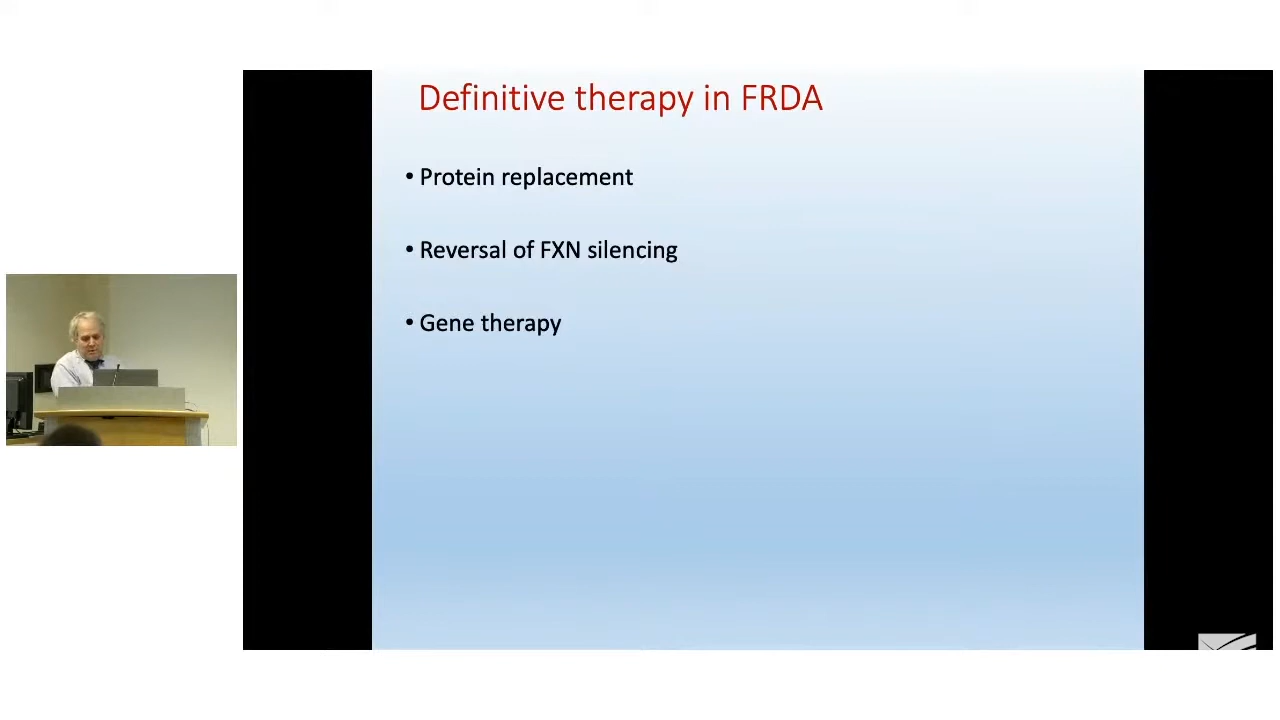 Definitive therapy in FRDA
• Protein replacement
• Reversal of FXN silencing
• Gene therapy